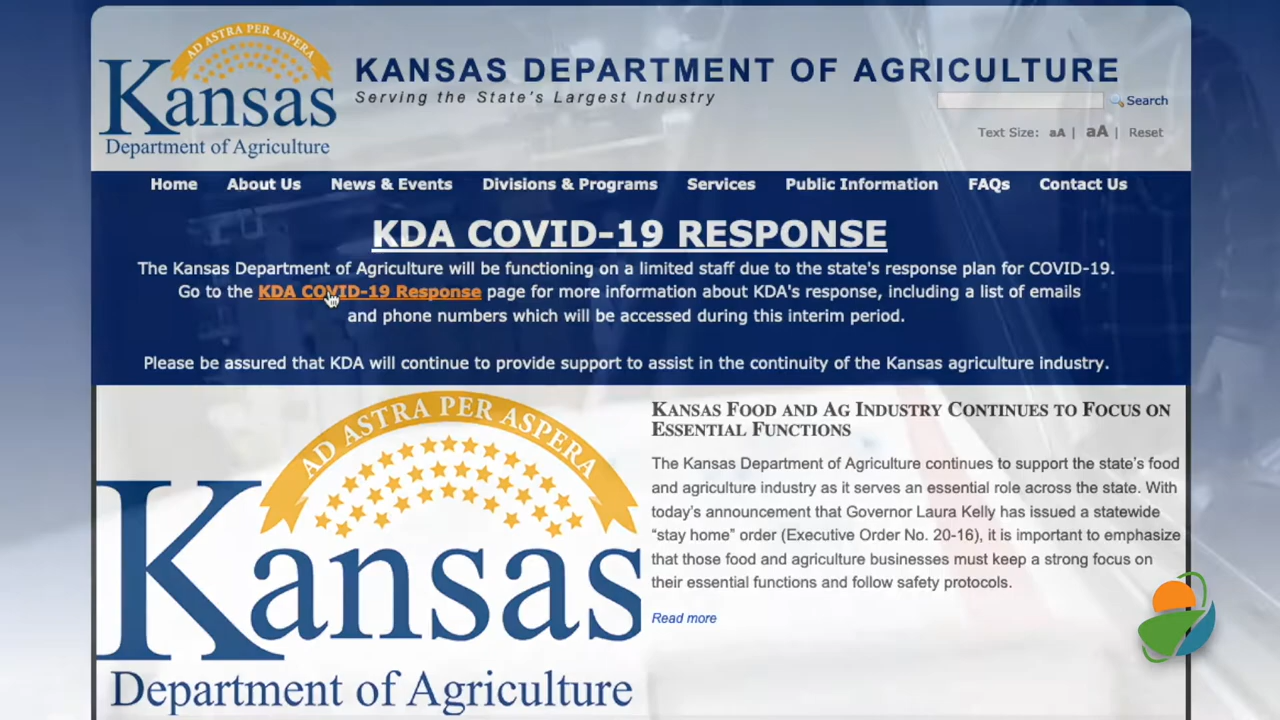 AD ASTRA PER ASPERA
Kansas
Department of Agriculture
KANSAS DEPARTMENT OF AGRICULTURE
Serving the State's Largest Industry
Search
Text Size: aA | aA | Reset
Home About Us News & Events Divisions & Programs Services Public Information FAQs Contact Us
KDA COVID-19 RESPONSE
The Kansas Department of Agriculture will be functioning on a limited staff due to the state's response plan for COVID-19.
Go to the KDA COVID-19 Response page for more information about KDA's response, including a list of emails
and phone numbers which will be accessed during this interim period.
Please be assured that KDA will continue to provide support to assist in the continuity of the Kansas agriculture industry.
AD ASTRA PER ASPERA
Kansas
Department of Agriculture
KANSAS FOOD AND AG INDUSTRY CONTINUES TO FOCUS ON
ESSENTIAL FUNCTIONS
The Kansas Department of Agriculture continues to support the state's food
and agriculture industry as it serves an essential role across the state. With
today's announcement that Governor Laura Kelly has issued a statewide
“stay home” order (Executive Order No. 20-16), it is important to emphasize
that those food and agriculture businesses must keep a strong focus on
their essential functions and follow safety protocols.
Read more